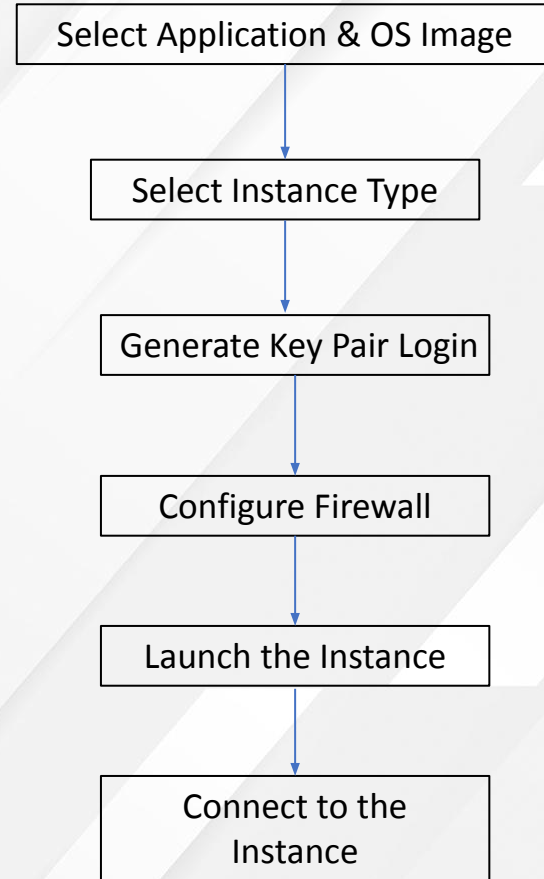 Select Application & OS Image
Select Instance Type
Generate Key Pair Login
Configure Firewall
Launch the Instance
Connect to the
Instance